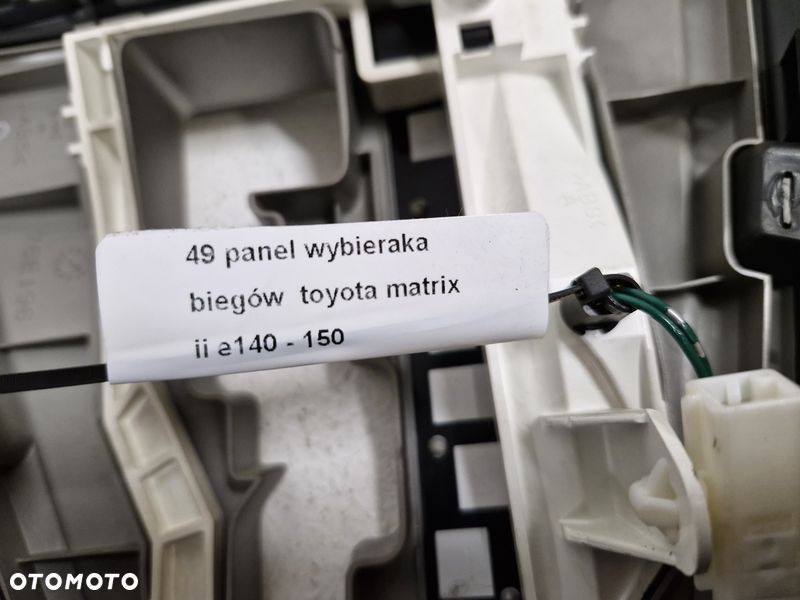 49 panel wybieraka
biegów toyota matrix
ii e140 - 150
OTOMOTO